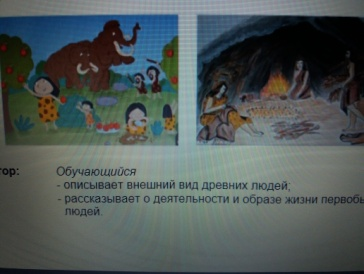 тор: Обучающийся
- описывает внешний вид древних людей;
- рассказывает о деятельности и образе жизни первобы
людей.